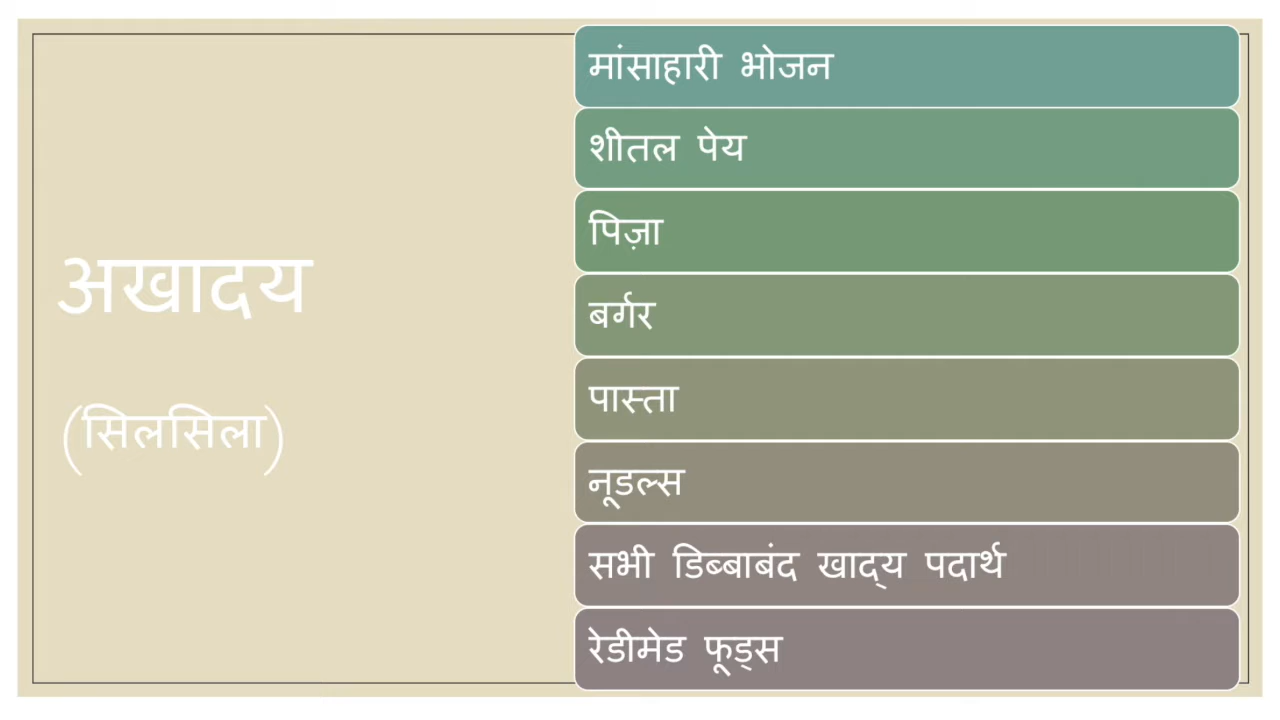 अखादय
(सिलसिला)
मांसाहारी भोजन
शीतल पेय
पिज़ा
बर्गर
पास्ता
नूडल्स
सभी डिब्बाबंद खाद्य पदार्थ
रेडीमेड फूड्स